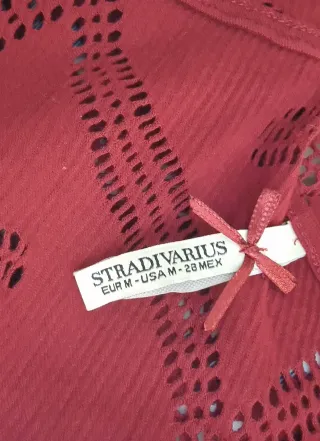 STRADIVARIUS
EUR M - USA M - 28 MEX